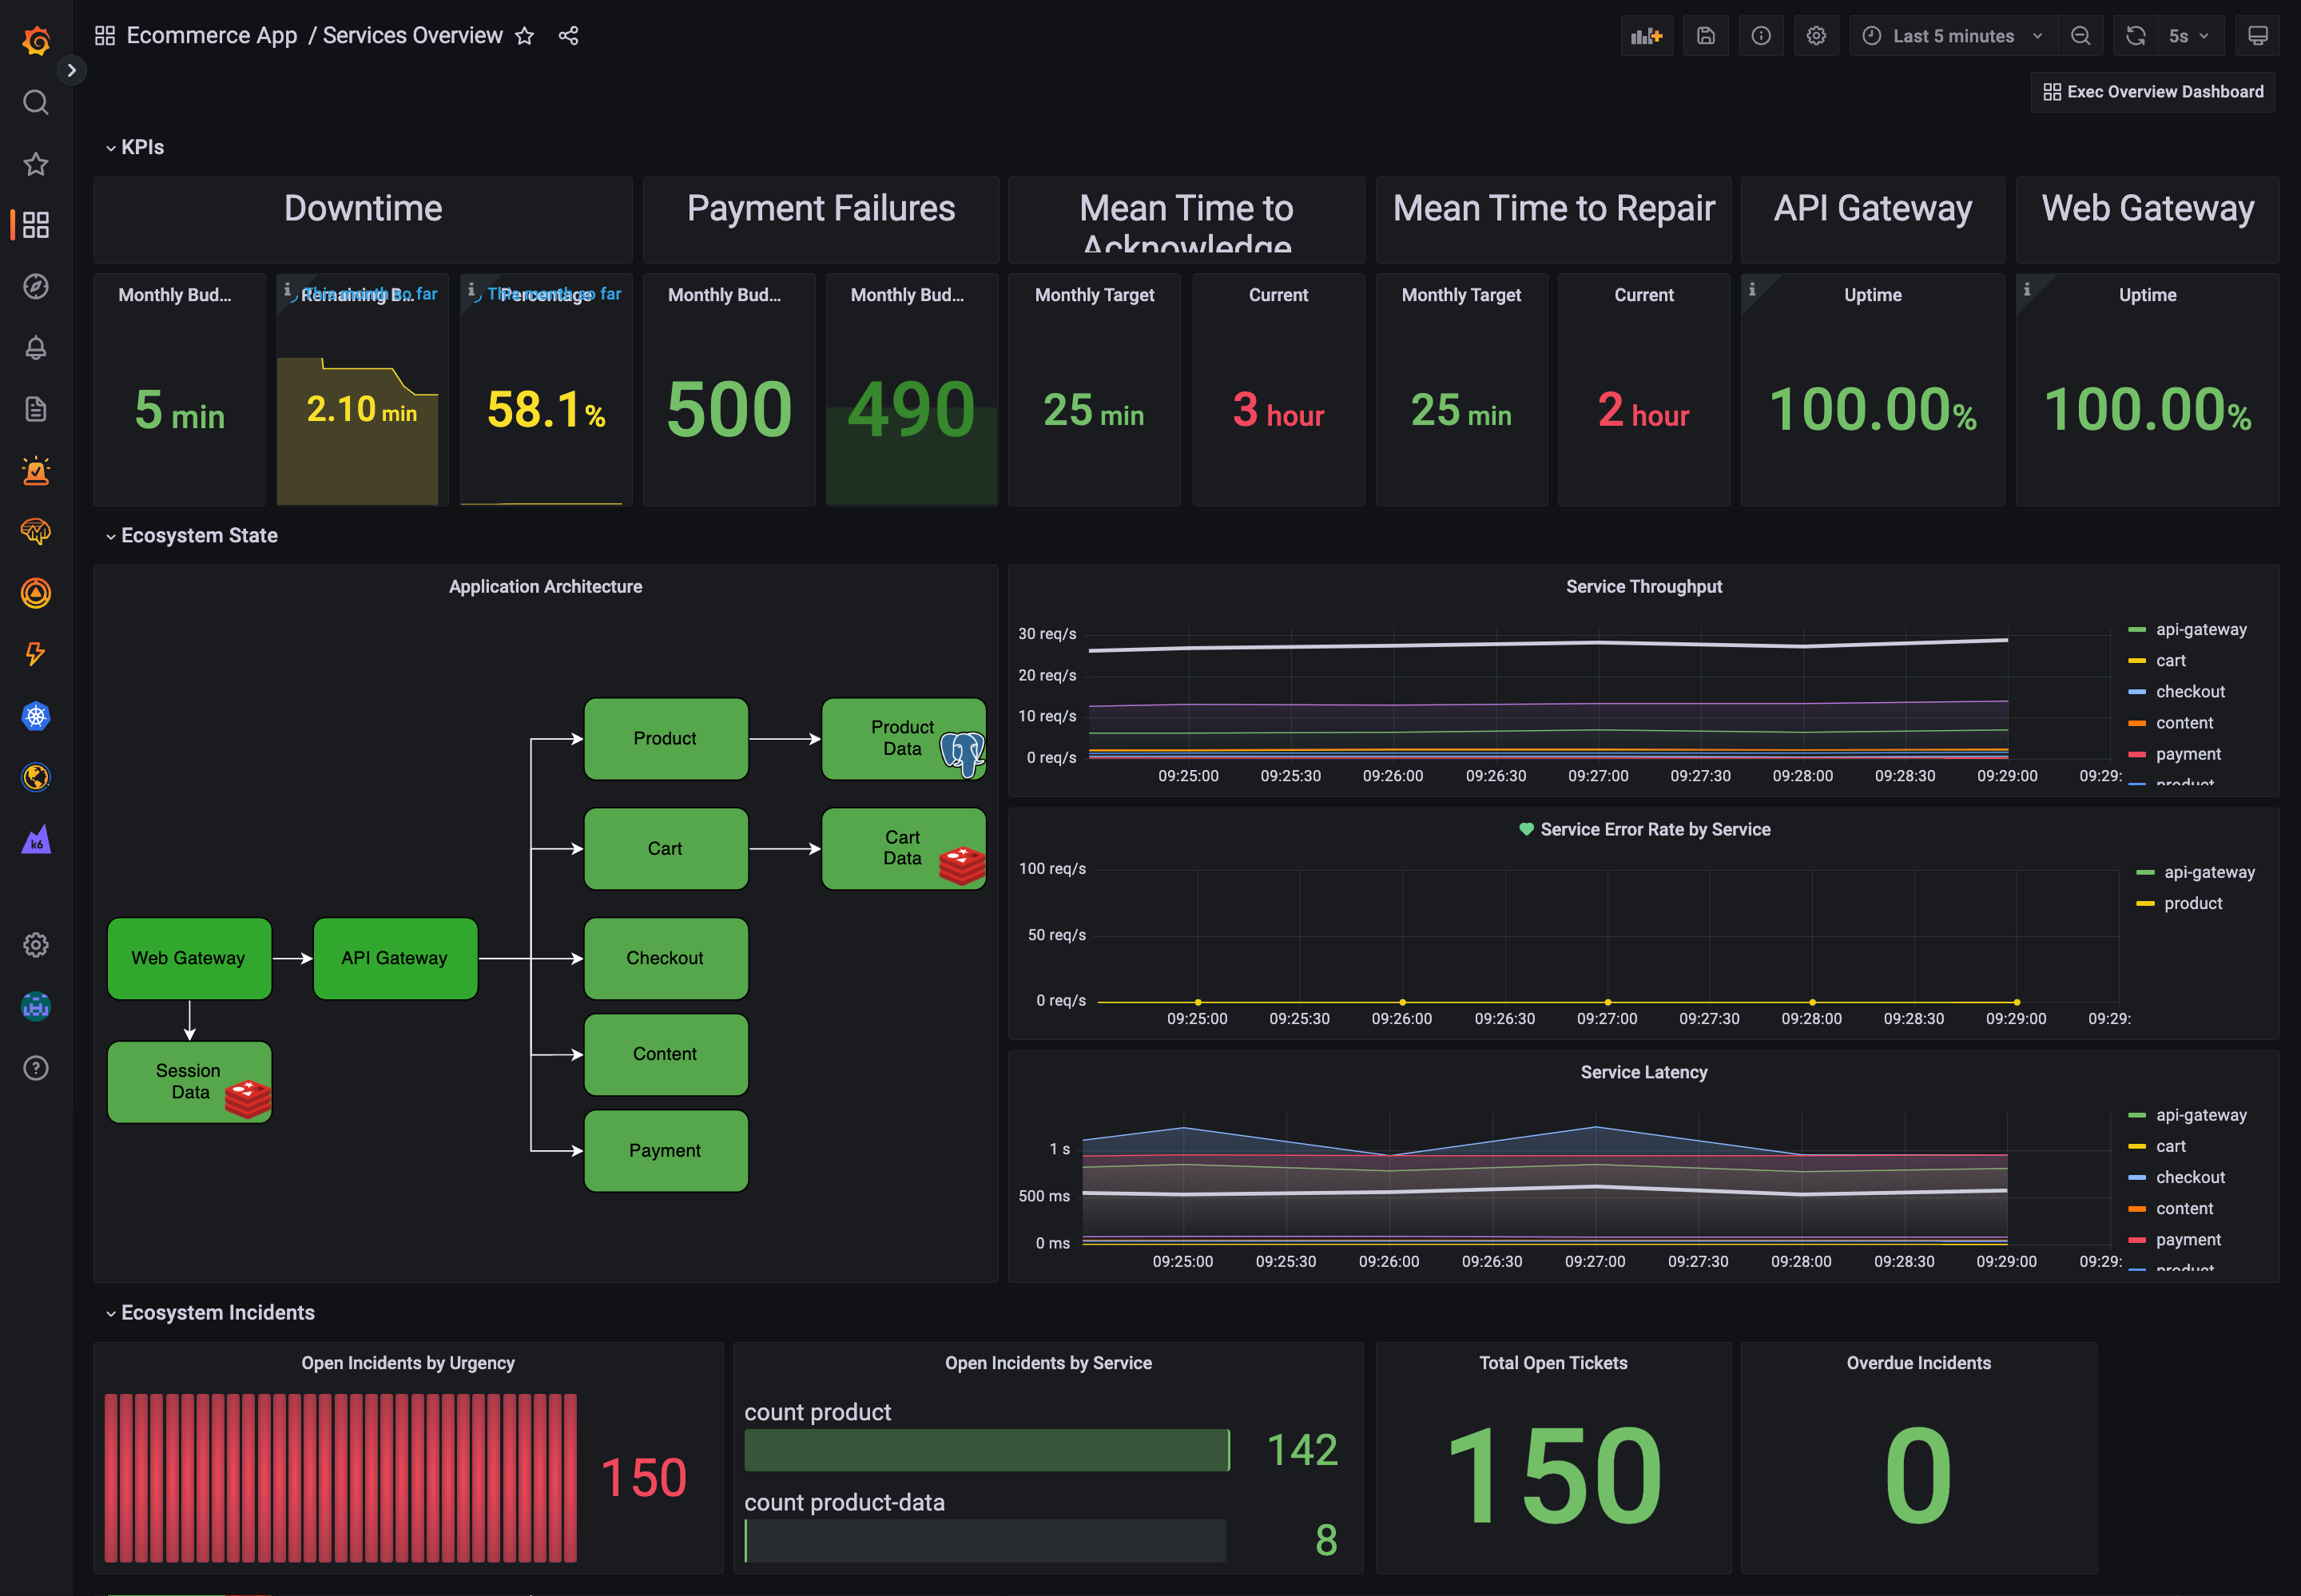 Ecommerce App / Services Overview
Last 5 minutes
5s
Exec Overview Dashboard
KPIs
Downtime
Payment Failures
Mean Time to
Acknowledge
Mean Time to Repair
API Gateway
Web Gateway
Monthly Bud...
Remaining B...
This month so far
Percentage
This month so far
Monthly Bud...
Monthly Bud...
Monthly Target
Current
Monthly Target
Current
Uptime
Uptime
5 min
2.10 min
58.1%
500
490
25 min
3 hour
25 min
2 hour
100.00%
100.00%
Ecosystem State
Application Architecture
Product
Product
Data
Cart
Cart
Data
Web Gateway
API Gateway
Checkout
Content
Session
Data
Payment
Service Throughput
30 req/s
20 req/s
10 req/s
0 req/s
09:25:00 09:25:30 09:26:00 09:26:30 09:27:00 09:27:30 09:28:00 09:28:30 09:29:00 09:29:
api-gateway
cart
checkout
content
payment
product
Service Error Rate by Service
100 req/s
50 req/s
0 req/s
09:25:00 09:25:30 09:26:00 09:26:30 09:27:00 09:27:30 09:28:00 09:28:30 09:29:00 09:29:
api-gateway
product
Service Latency
1 s
500 ms
0 ms
09:25:00 09:25:30 09:26:00 09:26:30 09:27:00 09:27:30 09:28:00 09:28:30 09:29:00 09:29:
api-gateway
cart
checkout
content
payment
product
k6
Ecosystem Incidents
Open Incidents by Urgency
150
Open Incidents by Service
count product
142
count product-data
8
Total Open Tickets
150
Overdue Incidents
0